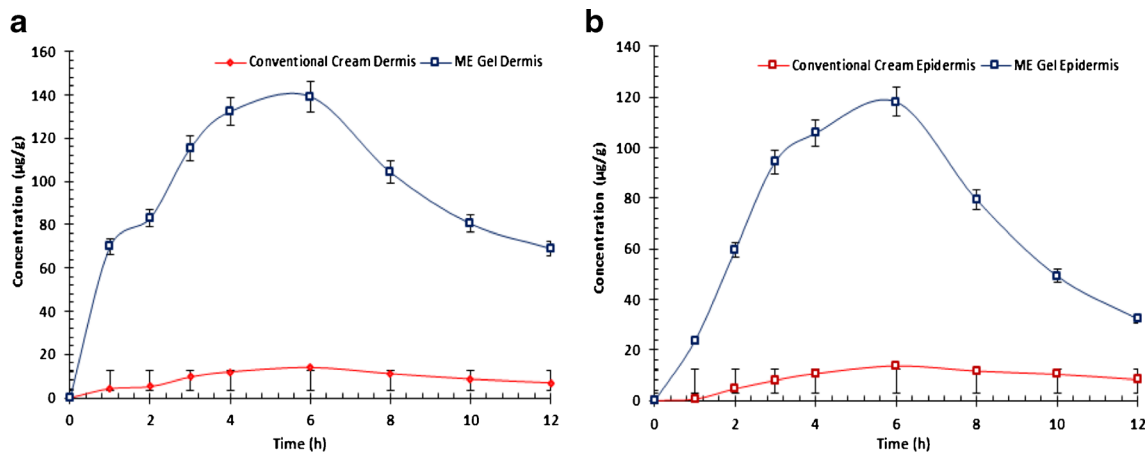 a
Conventional Cream Dermis
ME Gel Dermis
Concentration (µg/g)
160
140
120
100
80
60
40
20
0
0 2 4 6 8 10 12
Time (h)
b
Conventional Cream Epidermis
ME Gel Epidermis
Concentration (µg/g)
140
120
100
80
60
40
20
0
0 2 4 6 8 10 12
Time (h)